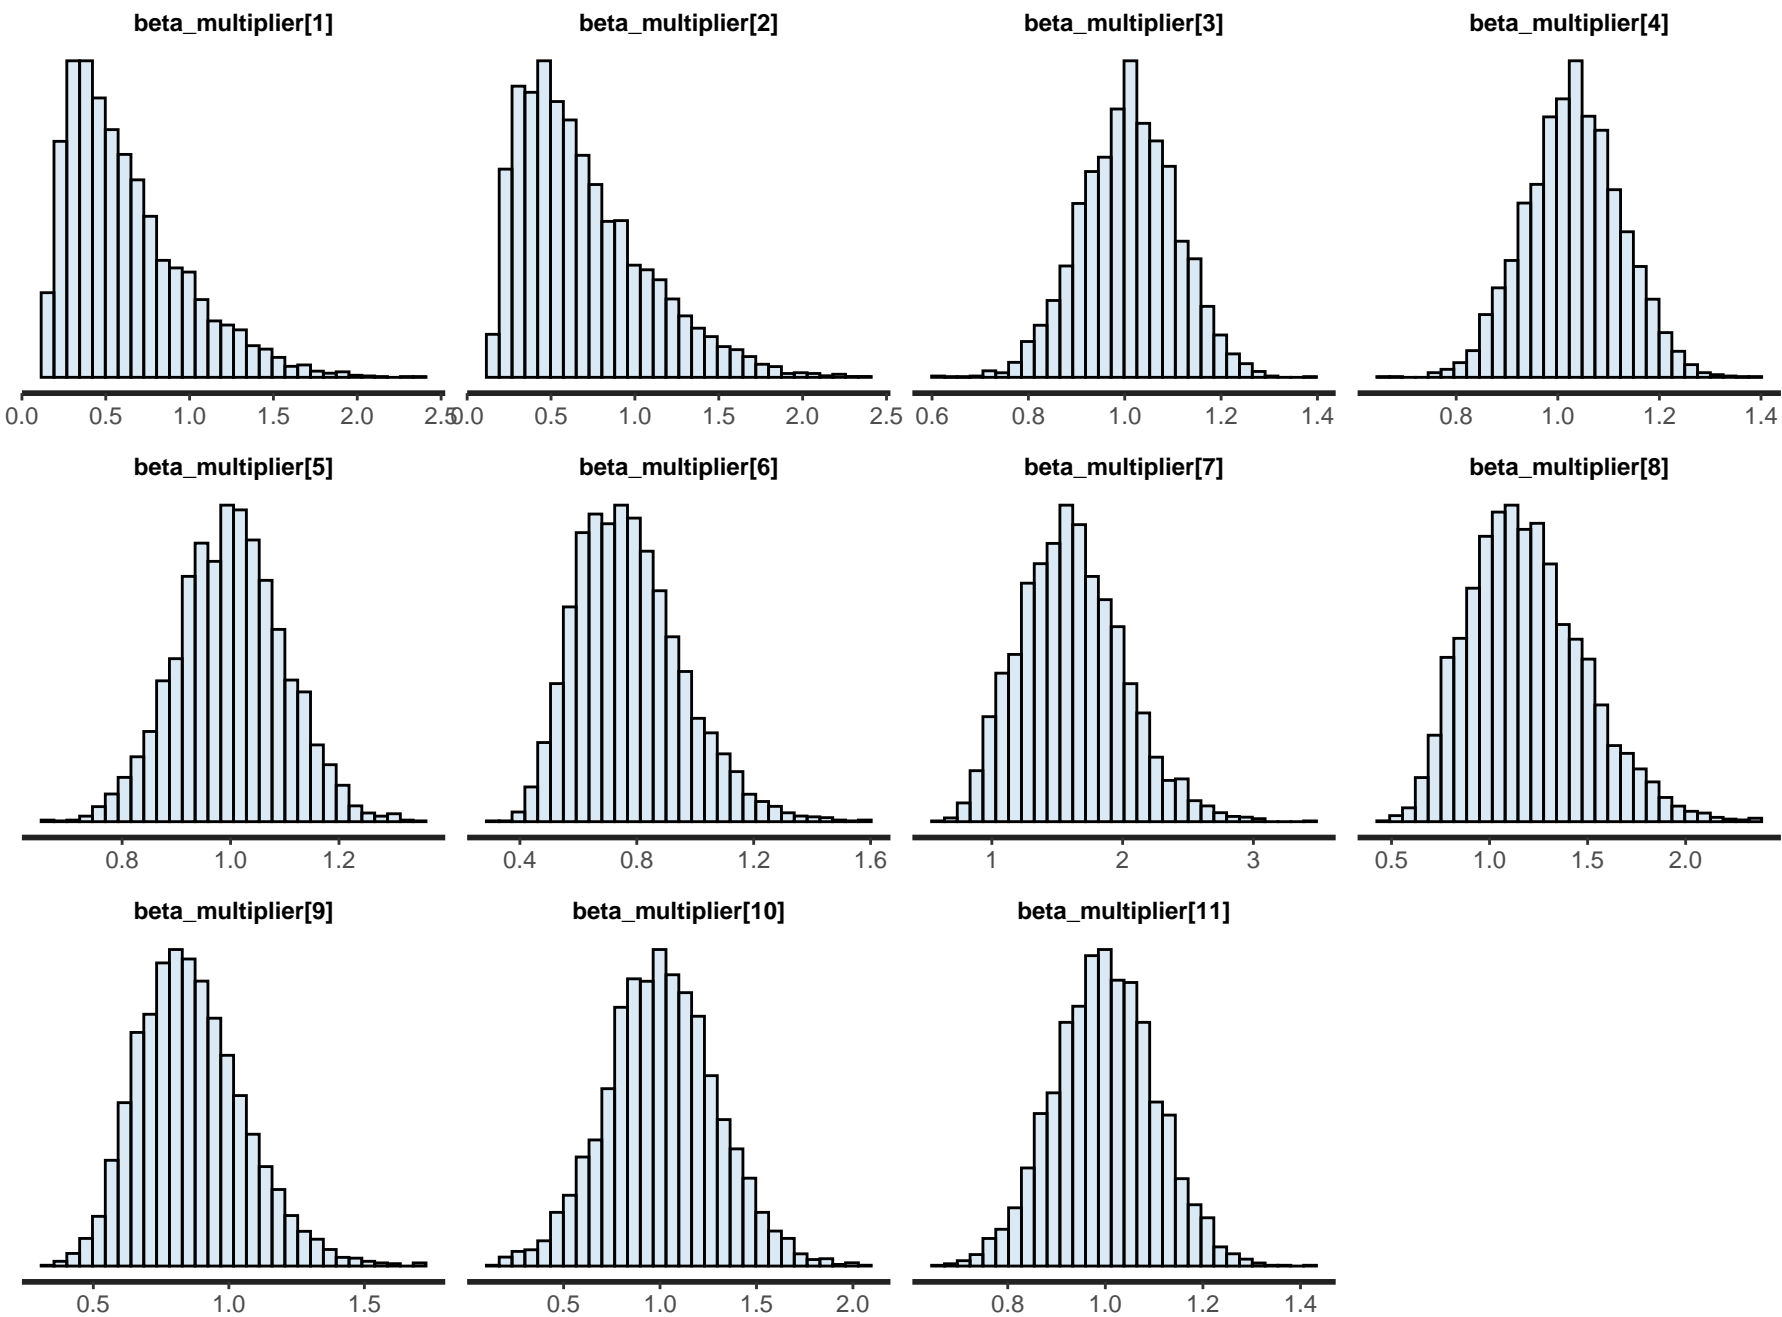 beta_multiplier[1] beta_multiplier[2] beta_multiplier[3] beta_multiplier[4]
0.0 0.5 1.0 1.5 2.0 2.5 0.0 0.5 1.0 1.5 2.0 2.5 0.6 0.8 1.0 1.2 1.4 0.8 1.0 1.2 1.4
beta_multiplier[5] beta_multiplier[6] beta_multiplier[7] beta_multiplier[8]
0.8 1.0 1.2 0.4 0.8 1.2 1.6 1 2 3 0.5 1.0 1.5 2.0
beta_multiplier[9] beta_multiplier[10] beta_multiplier[11]
0.5 1.0 1.5 0.5 1.0 1.5 2.0 0.8 1.0 1.2 1.4